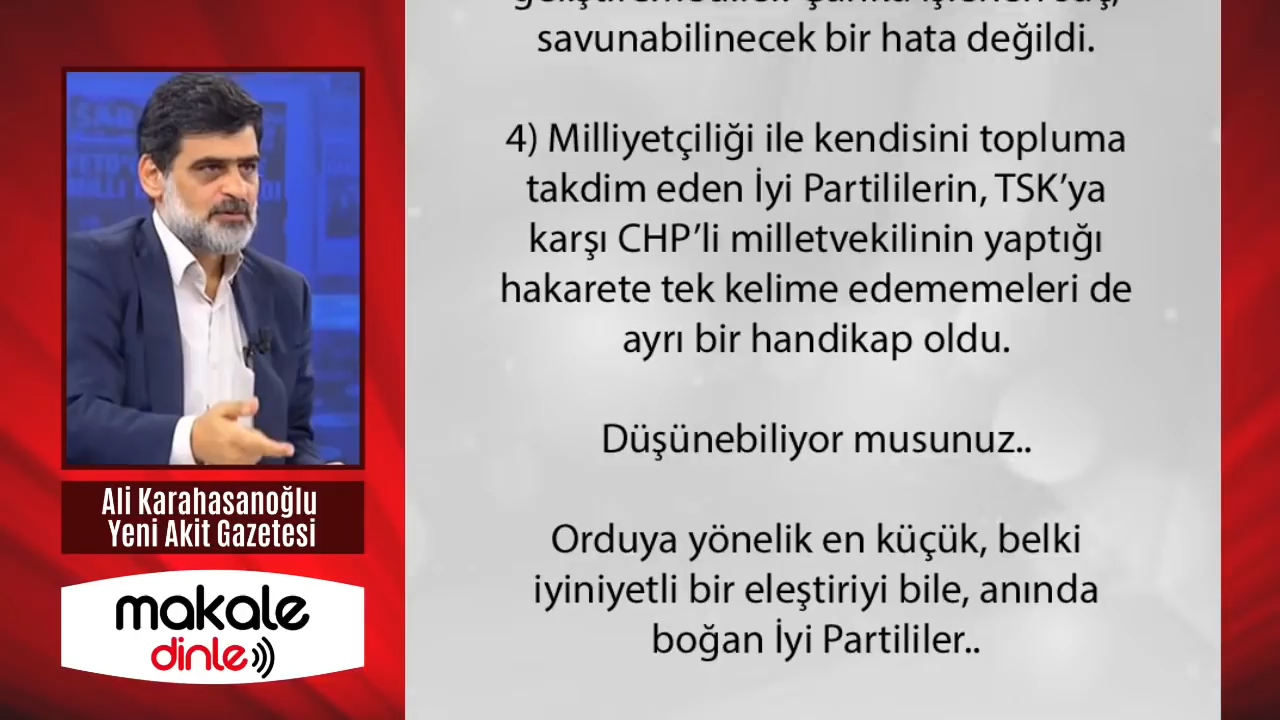 savunabilinecek bir hata değildi.
4) Milliyetçiliği ile kendisini topluma
takdim eden İyi Partililerin, TSK’ya
karşı CHP’li milletvekilinin yaptığı
hakarete tek kelime edememeleri de
ayrı bir handikap oldu.
Düşünebiliyor musunuz..
Orduya yönelik en küçük, belki
iyiniyetli bir eleştiriyi bile, anında
boğan İyi Partililer..
Ali Karahasanoğlu
Yeni Akit Gazetesi
makale
dinle